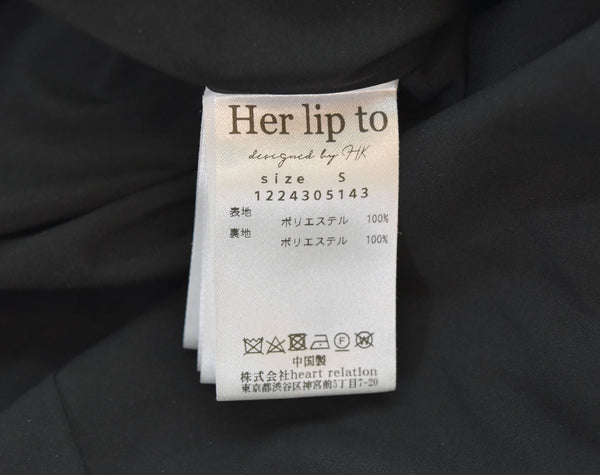 Her lip to
designed by HK
size S
1224305143
表地 ポリエステル 100%
裏地 ポリエステル 100%
中国製
株式会社heart relation
東京都渋谷区神宮前5丁目7-20